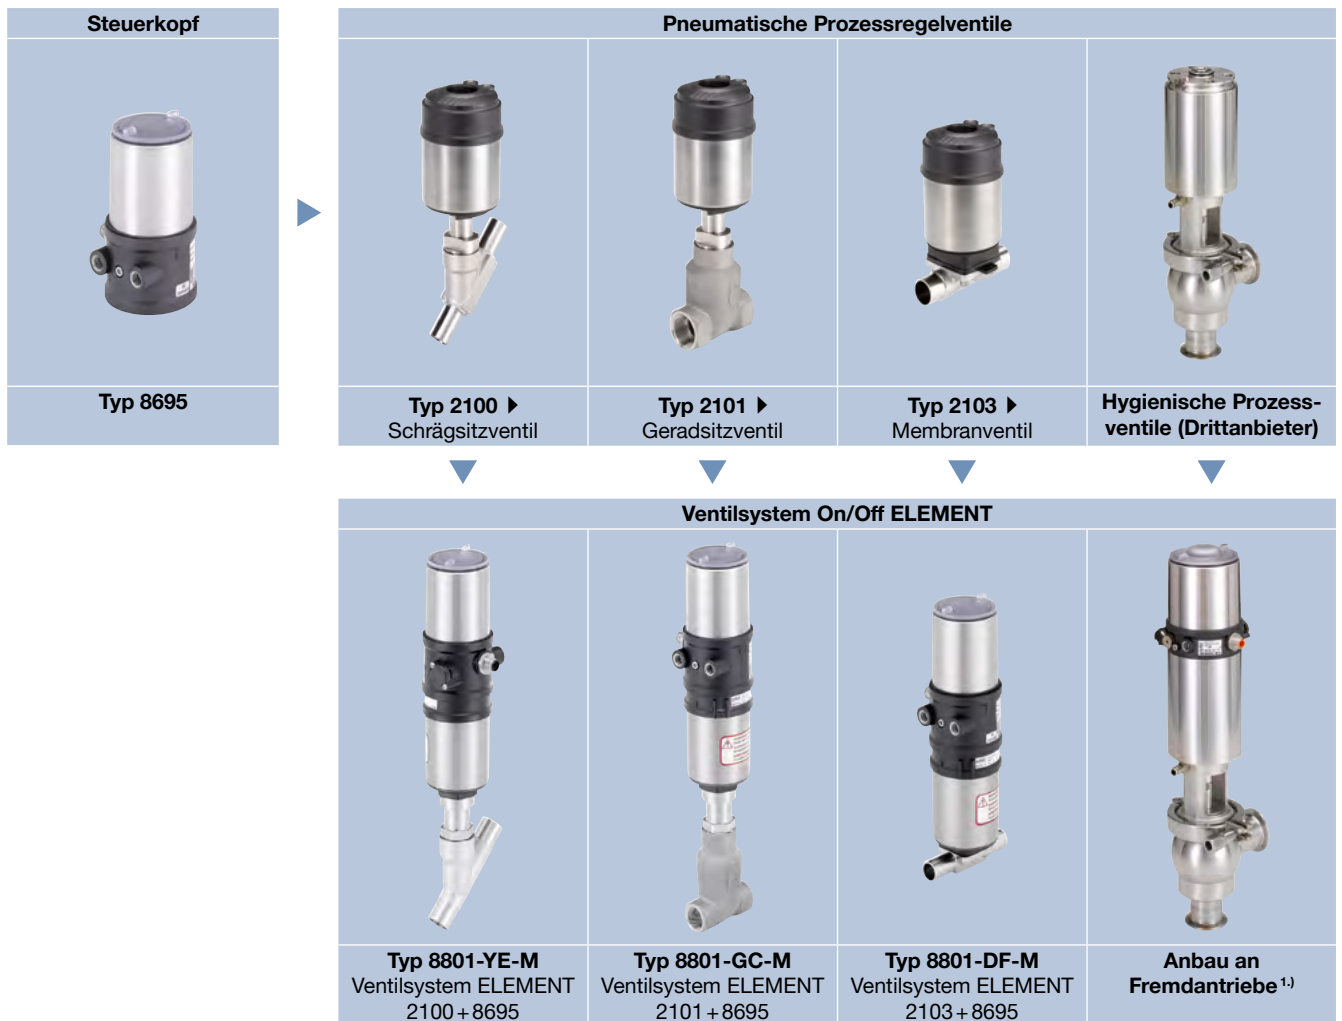 Steuerkopf
Pneumatische Prozessregelventile
Typ 8695
Typ 2100
Schrägsitzventil
Typ 2101
Geradsitzventil
Typ 2103
Membranventil
Hygienische Prozess-
ventile (Drittanbieter)
Ventilsystem On/Off ELEMENT
Typ 8801-YE-M
Ventilsystem ELEMENT
2100+8695
Typ 8801-GC-M
Ventilsystem ELEMENT
2101+8695
Typ 8801-DF-M
Ventilsystem ELEMENT
2103+8695
Anbau an
Fremdantriebe 1.)